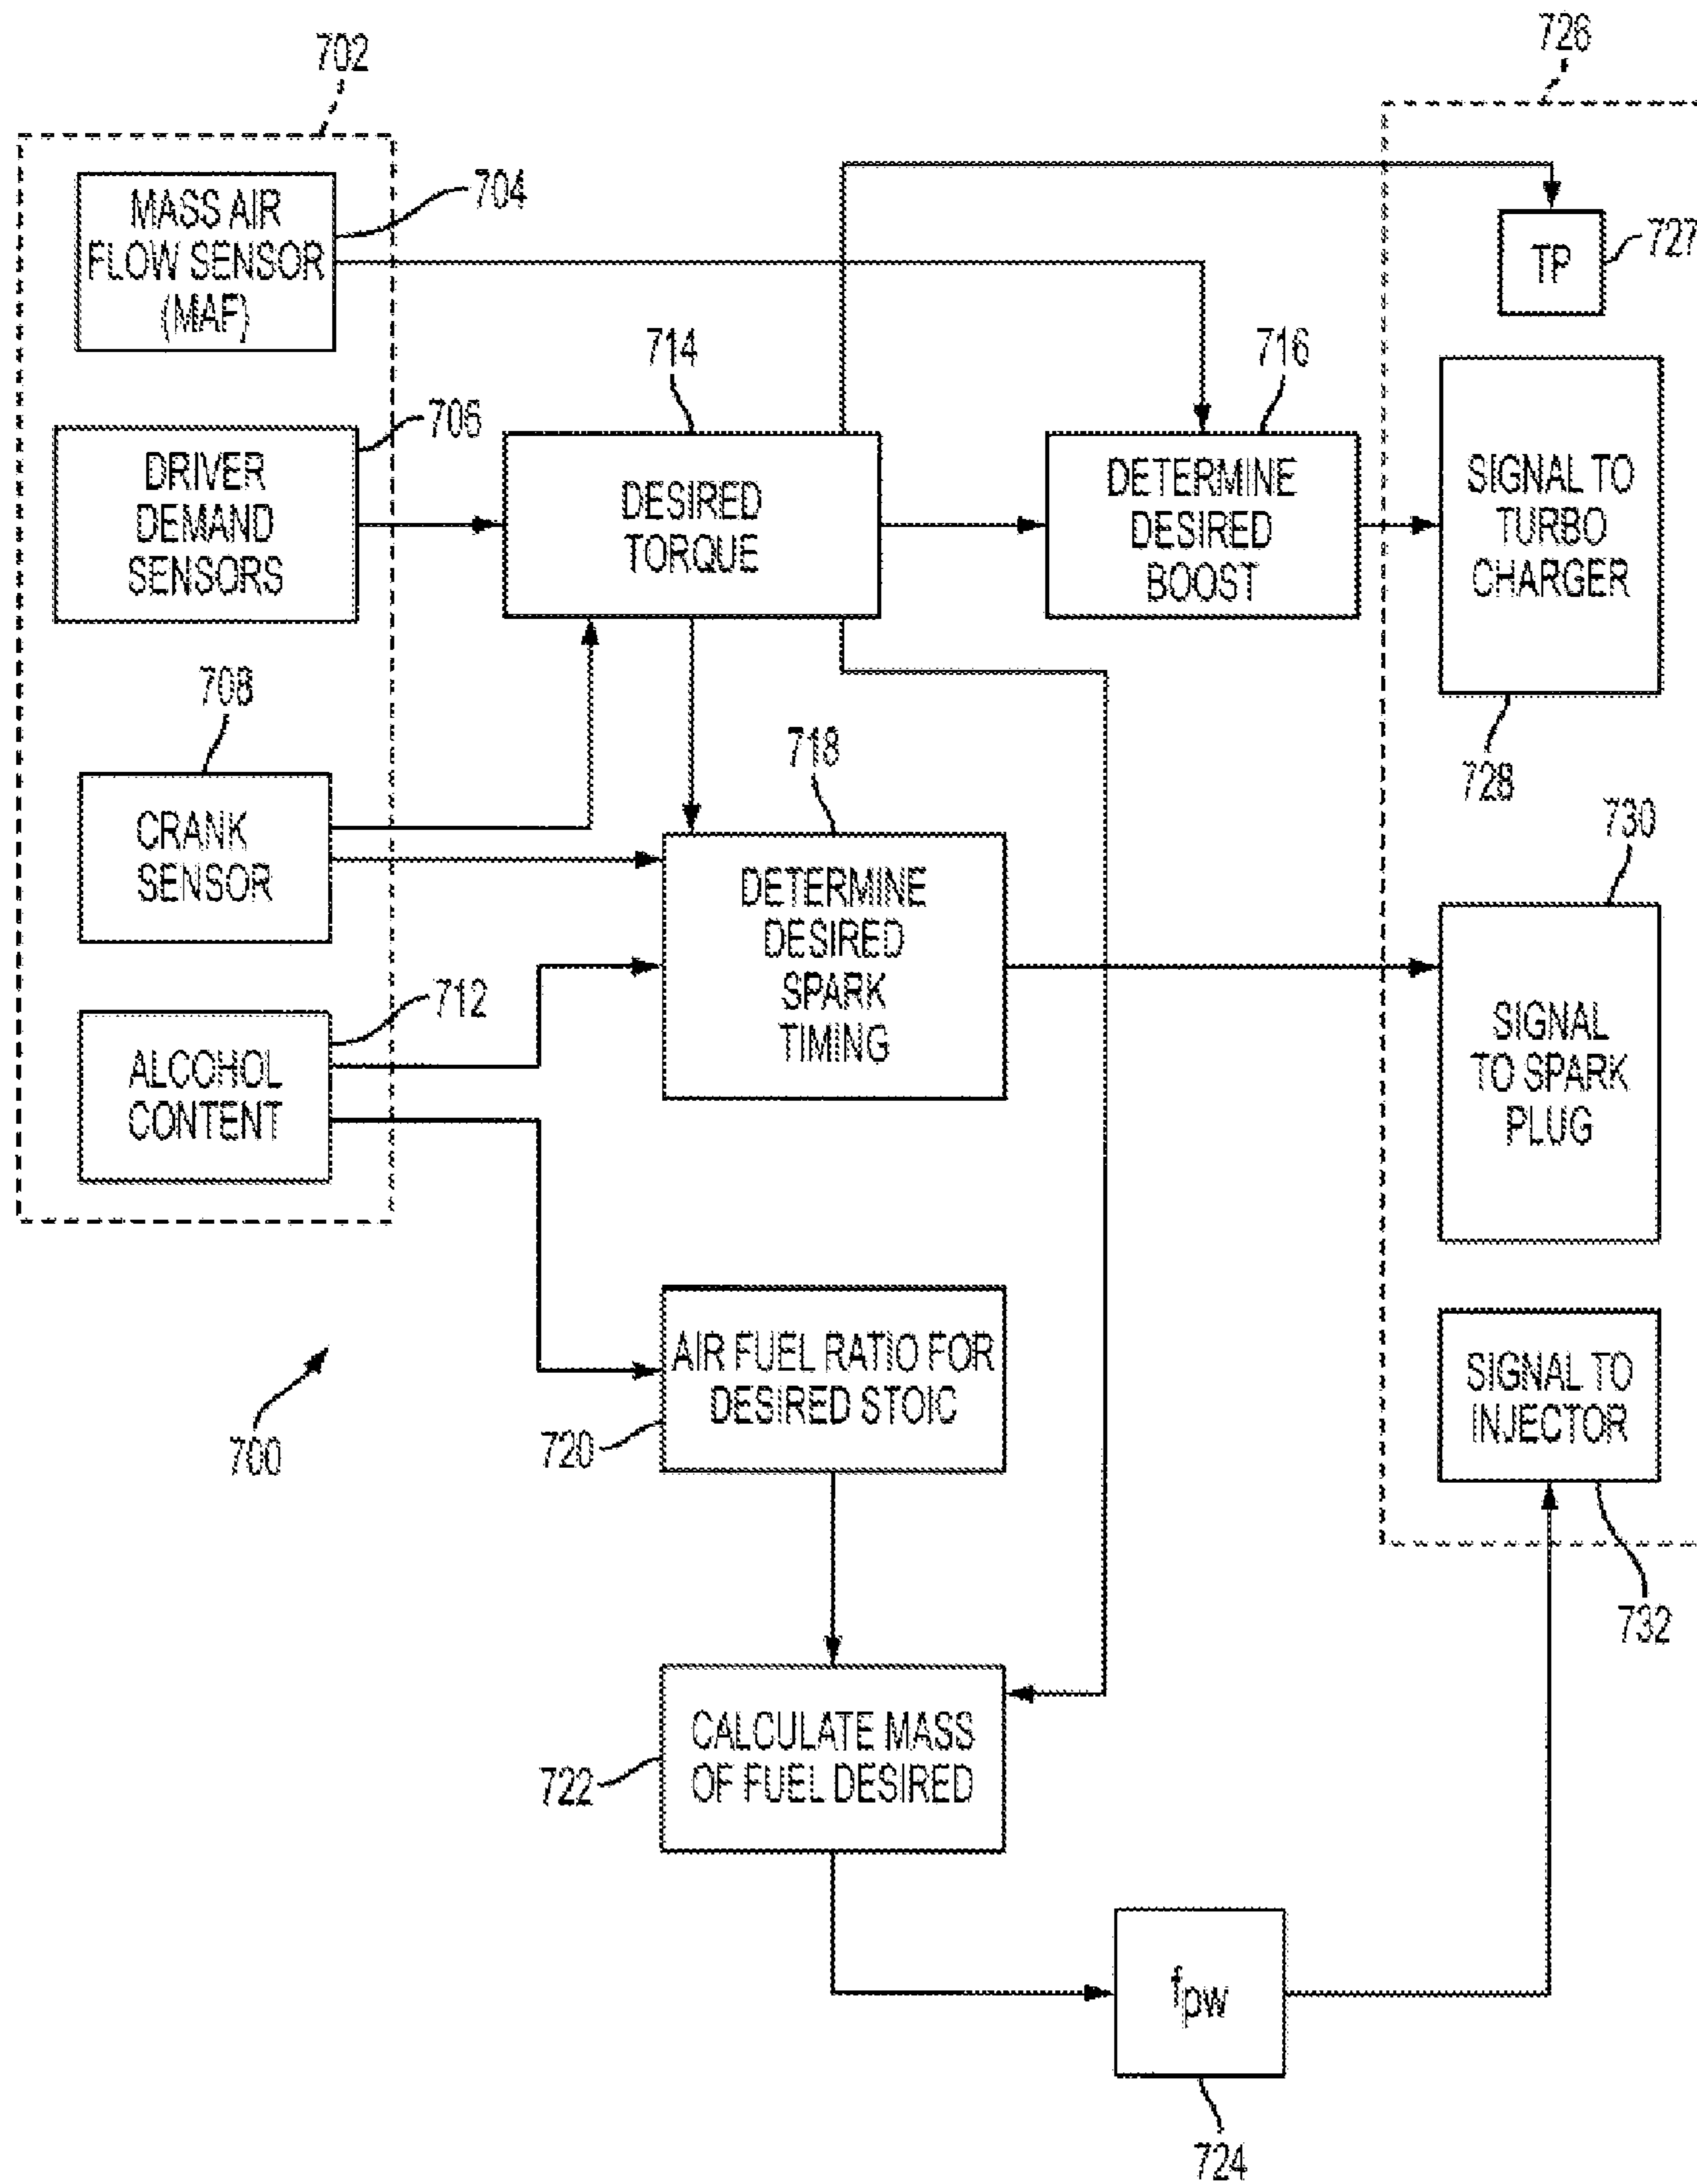 702
726
MASS AIR
FLOW SENSOR
(MAF)
704
TP
727
DRIVER
DEMAND
SENSORS
706
714
DESIRED
TORQUE
716
DETERMINE
DESIRED
BOOST
SIGNAL TO
TURBO
CHARGER
728
708
CRANK
SENSOR
718
DETERMINE
DESIRED
SPARK
TIMING
730
SIGNAL
TO SPARK
PLUG
712
ALCOHOL
CONTENT
700
AIR FUEL RATIO FOR
DESIRED STOIC
720
SIGNAL TO
INJECTOR
732
CALCULATE MASS
OF FUEL DESIRED
722
fpw
724